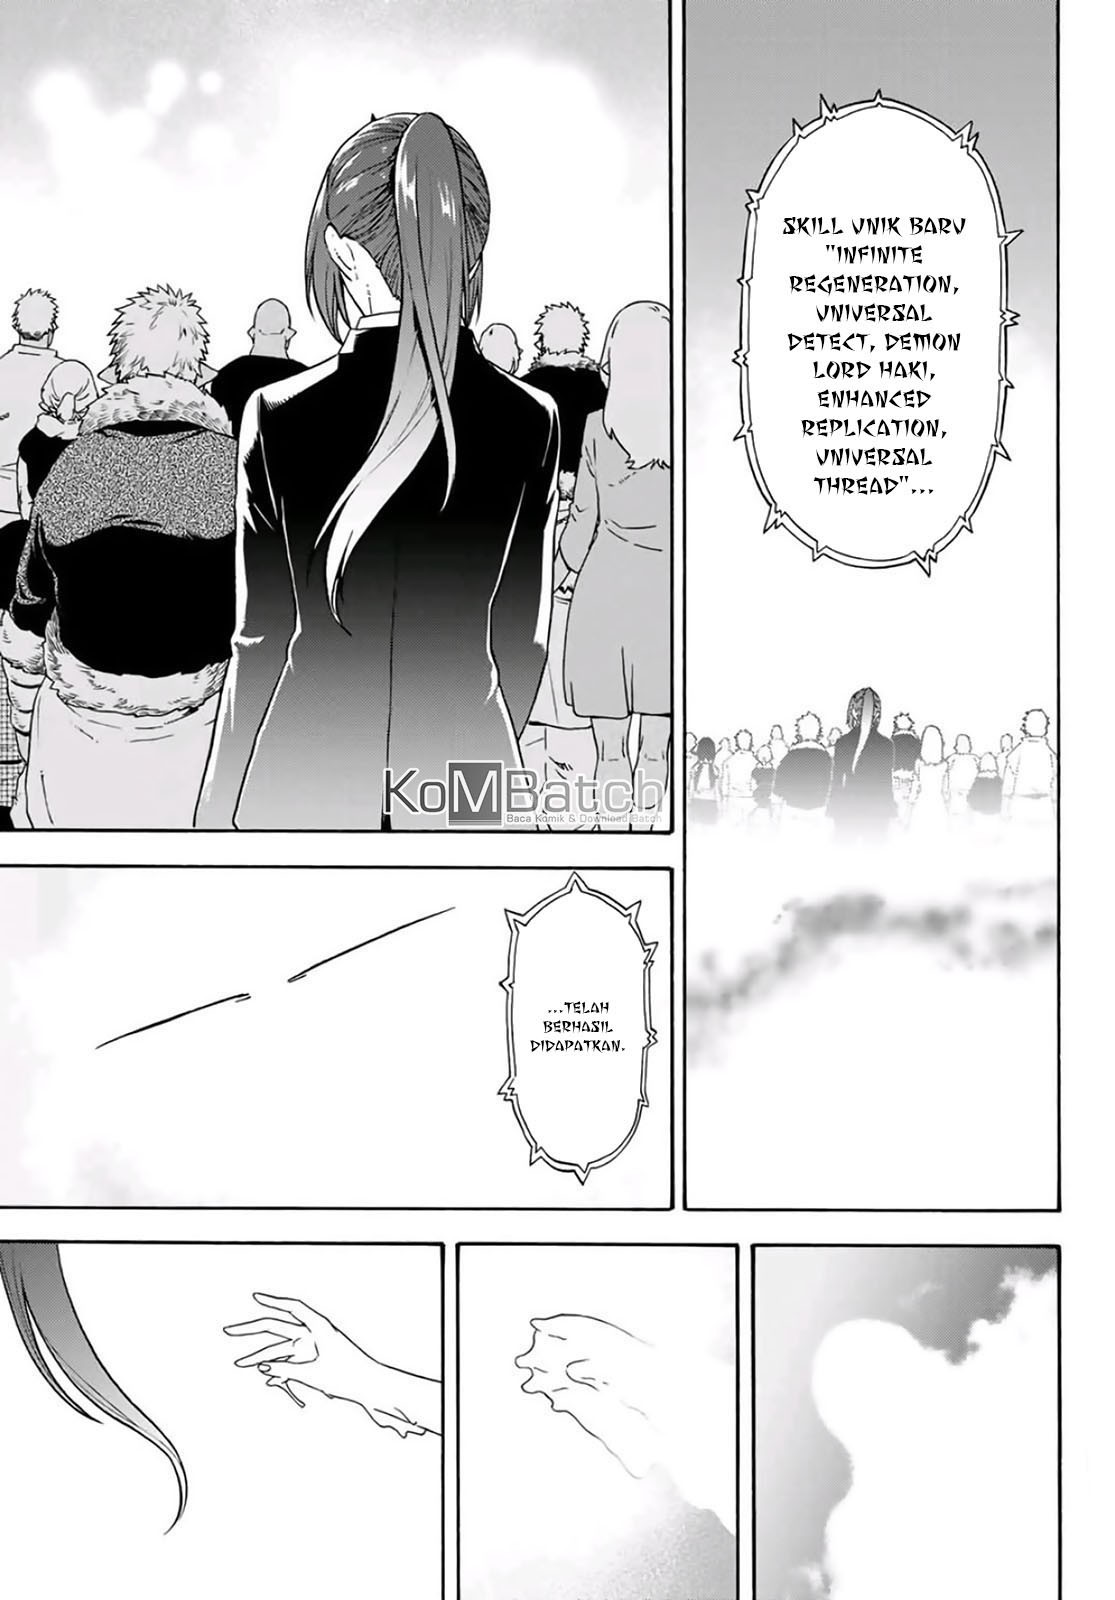 SKILL UNIK BARU
"INFINITE
REGENERATION,
UNIVERSAL
DETECT, DEMON
LORD HAKI,
ENHANCED
REPLICATION,
UNIVERSAL
THREAD"...
KoMBatch
Baca Komik & Download Batch
...TELAH
BERHASIL
DIDAPATKAN.